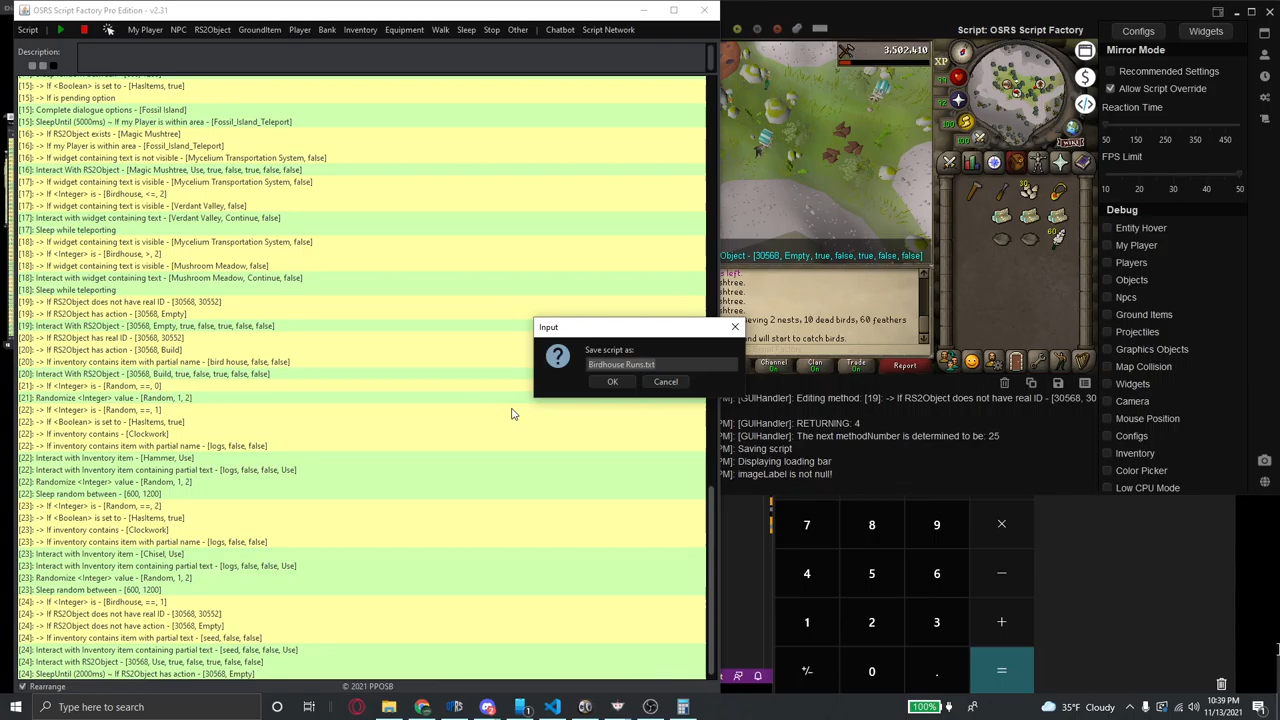 OSRS Script Factory Pro Edition - v2.31
Script My Player NPC RS2Object GroundItem Player Bank Inventory Equipment Walk Sleep Stop Other Chatbot Script Network
Description:
[15]: -> If <Boolean> is set to - [HasItems, true]
[15]: -> If is pending option
[15]: Complete dialogue options - [Fossil Island]
[15]: SleepUntil (5000ms) ~ If my Player is within area - [Fossil_Island_Teleport]
[16]: -> If RS2Object exists - [Magic Mushtree]
[16]: -> If my Player is within area - [Fossil_Island_Teleport]
[16]: -> If widget containing text is not visible - [Mycelium Transportation System, false]
[16]: Interact With RS2Object - [Magic Mushtree, Use, true, false, true, false, false]
[17]: -> If widget containing text is visible - [Mycelium Transportation System, false]
[17]: -> If <Integer> is - [Birdhouse, <=, 2]
[17]: -> If widget containing text is visible - [Verdant Valley, false]
[17]: Interact with widget containing text - [Verdant Valley, Continue, false]
[17]: Sleep while teleporting
[18]: -> If widget containing text is visible - [Mycelium Transportation System, false]
[18]: -> If <Integer> is - [Birdhouse, >, 2]
[18]: -> If widget containing text is visible - [Mushroom Meadow, false]
[18]: Interact with widget containing text - [Mushroom Meadow, Continue, false]
[18]: Sleep while teleporting
[19]: -> If RS2Object does not have real ID - [30568, 30552]
[19]: -> If RS2Object has action - [30568, Empty]
[19]: Interact With RS2Object - [30568, Empty, true, false, true, false, false]
[20]: -> If RS2Object has real ID - [30568, 30552]
[20]: -> If RS2Object has action - [30568, Build]
[20]: -> If inventory contains item with partial name - [bird house, false, false]
[20]: Interact With RS2Object - [30568, Build, true, false, true, false, false]
[21]: -> If <Integer> is - [Random, ==, 0]
[21]: Randomize <Integer> value - [Random, 1, 2]
[22]: -> If <Integer> is - [Random, ==, 1]
[22]: -> If <Boolean> is set to - [HasItems, true]
[22]: -> If inventory contains - [Clockwork]
[22]: -> If inventory contains item with partial name - [logs, false, false]
[22]: Interact with Inventory item - [Hammer, Use]
[22]: Interact with Inventory item containing partial text - [logs, false, false, Use]
[22]: Randomize <Integer> value - [Random, 1, 2]
[22]: Sleep random between - [600, 1200]
[23]: -> If <Integer> is - [Random, ==, 2]
[23]: -> If <Boolean> is set to - [HasItems, true]
[23]: -> If inventory contains - [Clockwork]
[23]: -> If inventory contains item with partial name - [logs, false, false]
[23]: Interact with Inventory item - [Chisel, Use]
[23]: Interact with Inventory item containing partial text - [logs, false, false, Use]
[23]: Randomize <Integer> value - [Random, 1, 2]
[23]: Sleep random between - [600, 1200]
[24]: -> If <Integer> is - [Birdhouse, ==, 1]
[24]: -> If RS2Object does not have real ID - [30568, 30552]
[24]: -> If RS2Object does not have action - [30568, Empty]
[24]: -> If inventory contains item with partial text - [seed, false, false]
[24]: Interact with Inventory item containing partial text - [seed, false, false, Use]
[24]: Interact with RS2Object - [30568, Use, true, false, true, false, false]
[24]: SleepUntil (2000ms) ~ If RS2Object has action - [30568, Empty]
Rearrange
© 2021 PPOSB
Input
Save script as:
Birdhouse Runs.txt
OK Cancel
3,502,410
XP
92
100
100
WIKI
30
60
Object - [30568, Empty, true, false, true, false, false]
s left.
shtree.
shtree.
shtree.
eving 2 nests, 10 dead birds, 60 feathers
and will start to catch birds.
Channel On
Clan On
Trade On
Report
PM]: [GUIHandler]: Editing method: [19]: -> If RS2Object does not have real ID - [30568, 30
PM]: [GUIHandler]: RETURNING: 4
PM]: [GUIHandler]: The next methodNumber is determined to be: 25
PM]: Saving script
PM]: Displaying loading bar
PM]: imageLabel is not null!
7 8 9 ×
4 5 6 −
1 2 3 +
+/- 0 . =
Script: OSRS Script Factory
Configs Widgets
Mirror Mode
Recommended Settings
Allow Script Override
Reaction Time
50 150 250 350 450
FPS Limit
10 20 30 40 50
Debug
Entity Hover
My Player
Players
Objects
Npcs
Ground Items
Projectiles
Graphics Objects
Map Collision
Widgets
Camera
Mouse Position
Configs
Inventory
Color Picker
Low CPU Mode
Type here to search
100%
35°F Cloudy
10:39 PM
11/13/2021